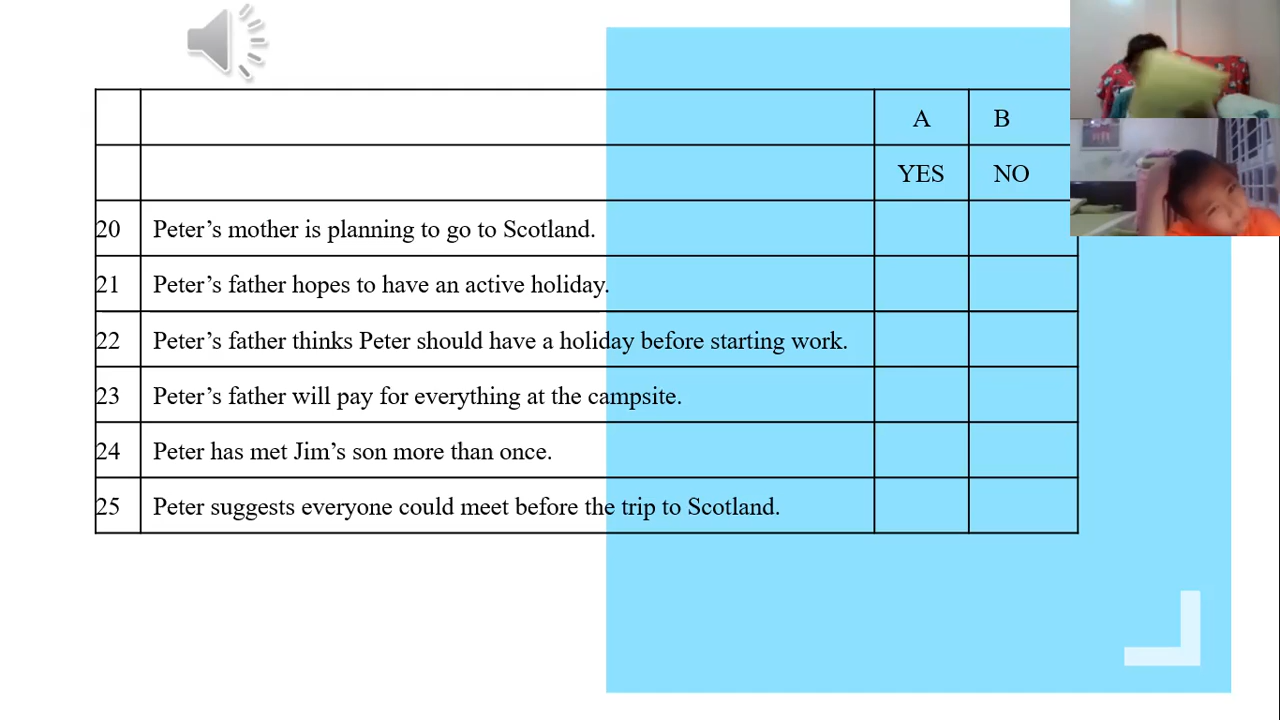 A B
YES NO
20 Peter’s mother is planning to go to Scotland.
21 Peter’s father hopes to have an active holiday.
22 Peter’s father thinks Peter should have a holiday before starting work.
23 Peter’s father will pay for everything at the campsite.
24 Peter has met Jim’s son more than once.
25 Peter suggests everyone could meet before the trip to Scotland.